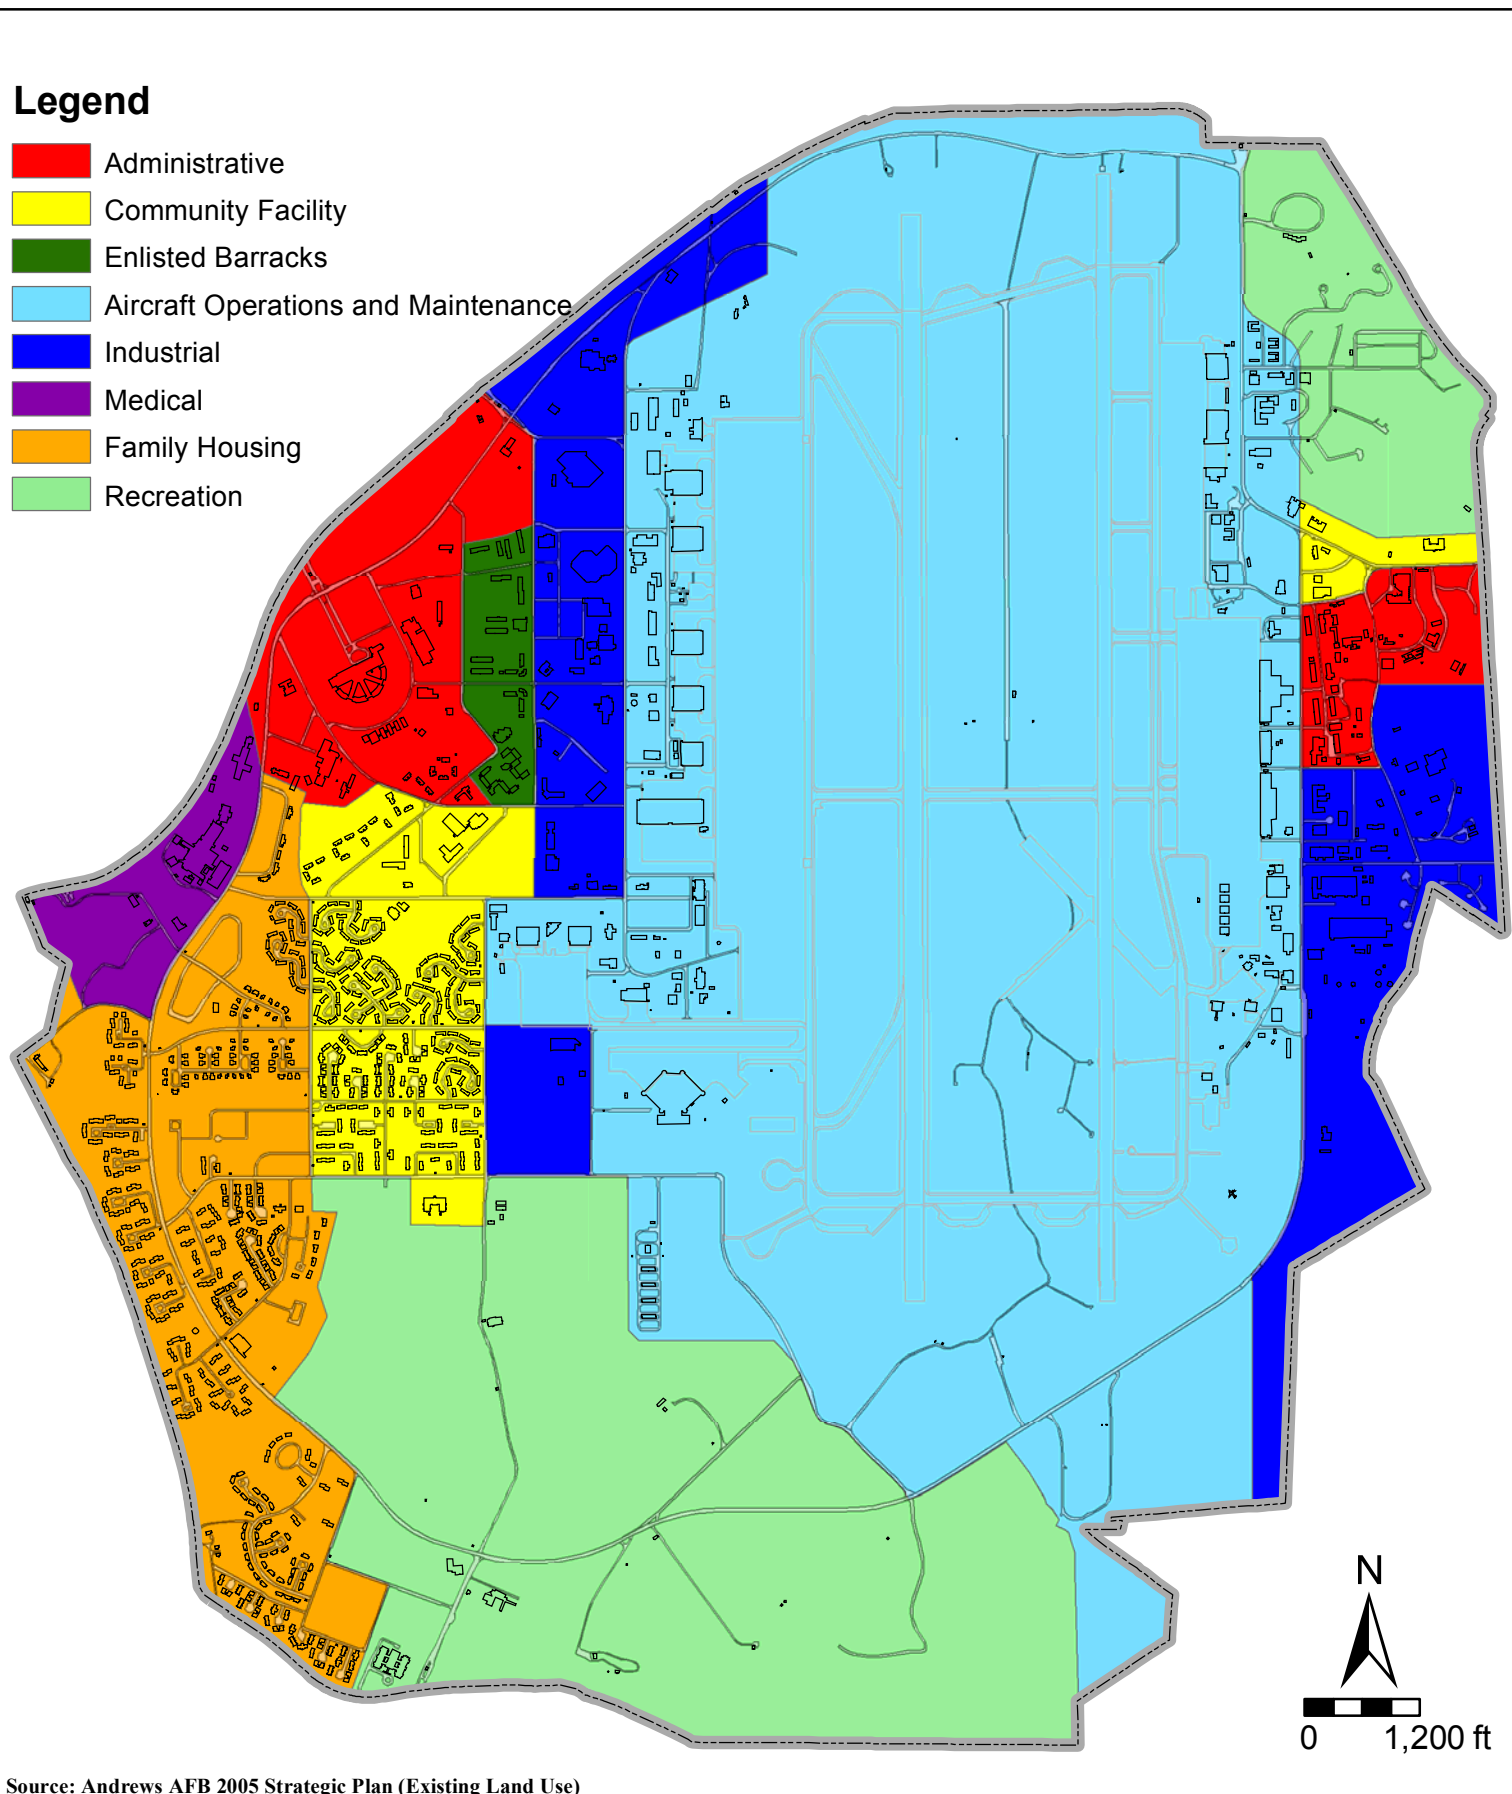 Legend
Administrative
Community Facility
Enlisted Barracks
Aircraft Operations and Maintenance
Industrial
Medical
Family Housing
Recreation
N
0 1,200 ft
Source: Andrews AFB 2005 Strategic Plan (Existing Land Use)